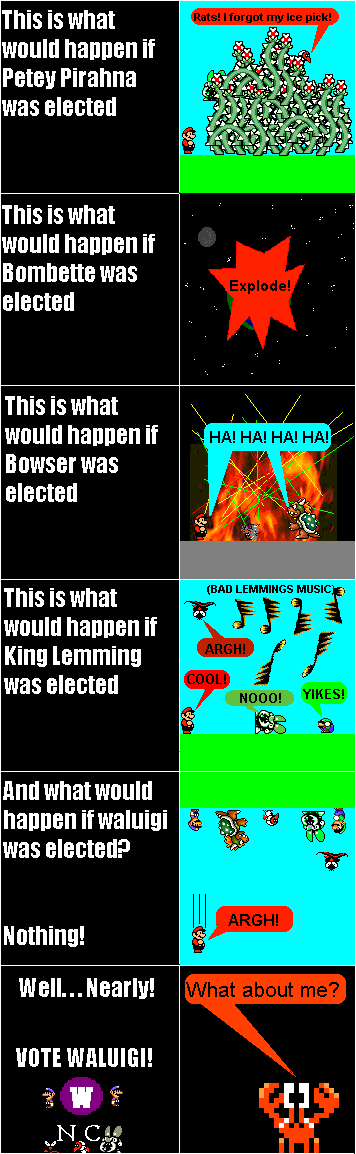 This is what
would happen if
Petey Pirahna
was elected
Rats! I forgot my Ice pick!
This is what
would happen if
Bombette was
elected
Explode!
This is what
would happen if
Bowser was
elected
HA! HA! HA! HA!
This is what
would happen if
King Lemming
was elected
(BAD LEMMINGS MUSIC)
ARGH!
COOL!
NOOO!
YIKES!
And what would
happen if waluigi
was elected?
Nothing!
ARGH!
Well...Nearly!
VOTE WALUIGI!
W
N C
What about me?